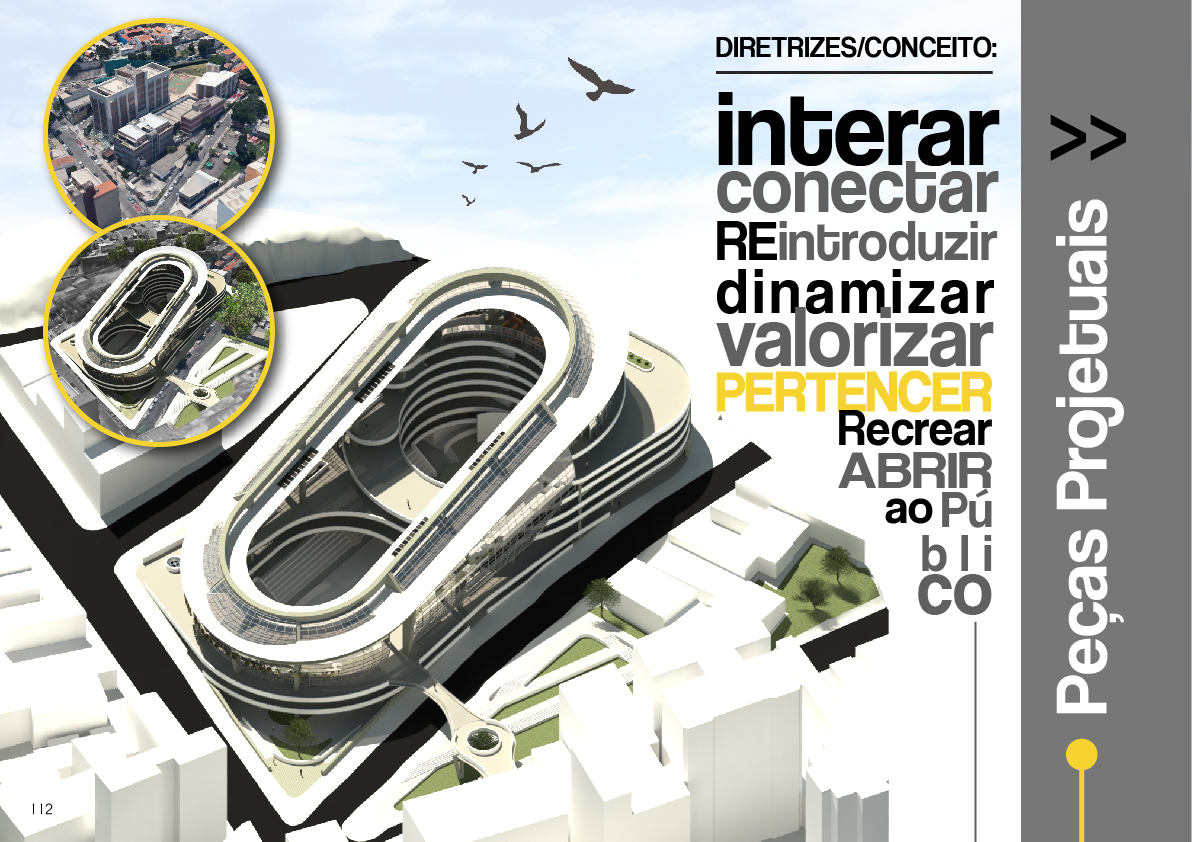 DIRETRIZES/CONCEITO:
interar
conectar
REintroduzir
dinamizar
valorizar
PERTENCER
Recrear
ABRIR
ao Pú
b l i
CO
Peças Projetuais >>
112